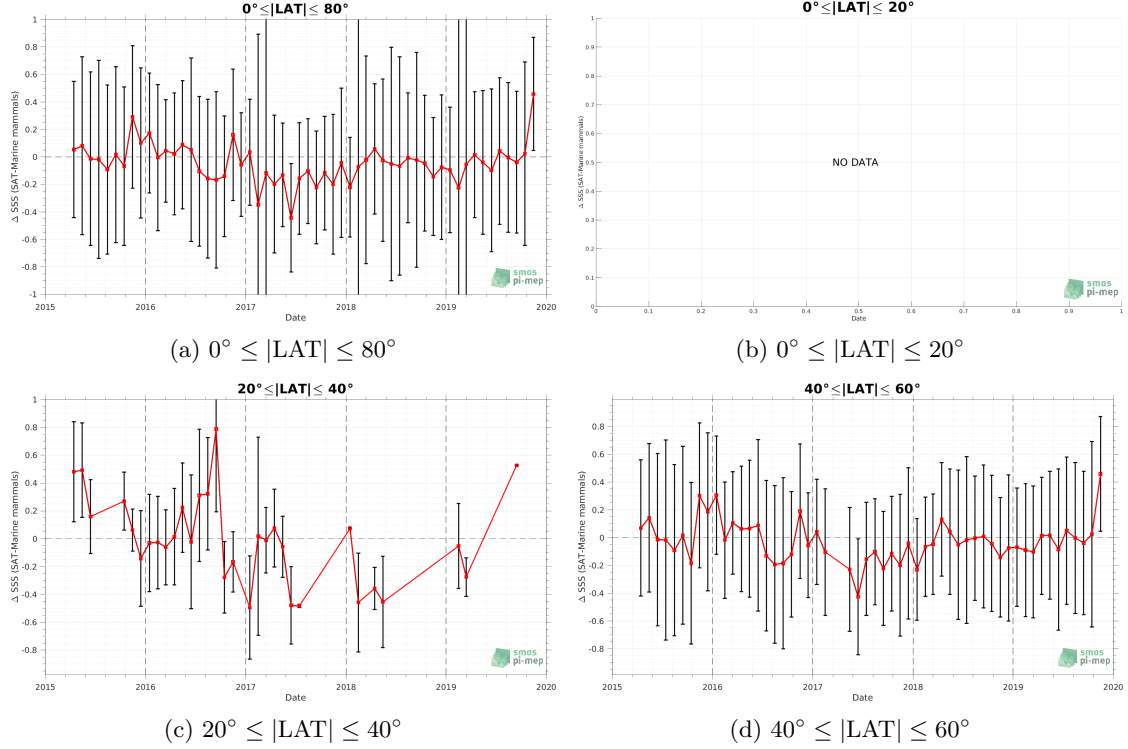 0°≤|LAT|≤ 80°
1
0.8
0.6
0.4
0.2
0
-0.2
-0.4
-0.6
-0.8
-1
Δ SSS (SAT-Marine mammals)
2015 2016 2017 2018 2019 2020
Date
smos
pi-mep
(a) 0° ≤ |LAT| ≤ 80°
0°≤|LAT|≤ 20°
1
0.9
0.8
0.7
0.6
0.5
0.4
0.3
0.2
0.1
0
Δ SSS (SAT-Marine mammals)
NO DATA
0 0.1 0.2 0.3 0.4 0.5 0.6 0.7 0.8 0.9 1
Date
smos
pi-mep
(b) 0° ≤ |LAT| ≤ 20°
20°≤|LAT|≤ 40°
1
0.8
0.6
0.4
0.2
0
-0.2
-0.4
-0.6
-0.8
Δ SSS (SAT-Marine mammals)
2015 2016 2017 2018 2019 2020
Date
smos
pi-mep
(c) 20° ≤ |LAT| ≤ 40°
40°≤|LAT|≤ 60°
1
0.8
0.6
0.4
0.2
0
-0.2
-0.4
-0.6
-0.8
Δ SSS (SAT-Marine mammals)
2015 2016 2017 2018 2019 2020
Date
smos
pi-mep
(d) 40° ≤ |LAT| ≤ 60°